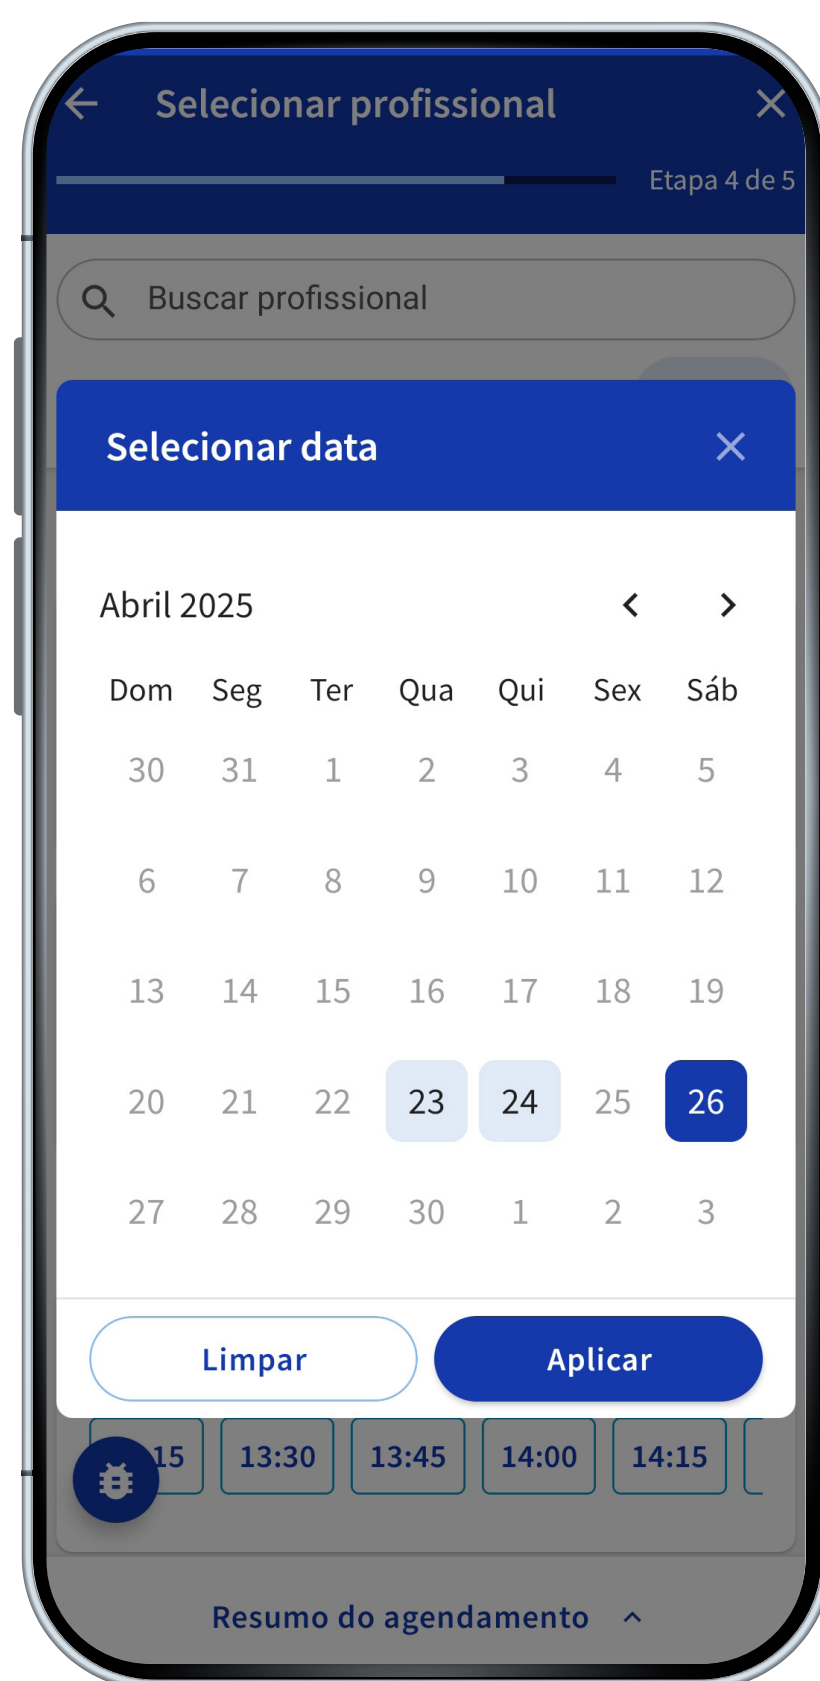 Selecionar profissional
Etapa 4 de 5
Buscar profissional
Selecionar data
Abril 2025
Dom Seg Ter Qua Qui Sex Sáb
30 31 1 2 3 4 5
6 7 8 9 10 11 12
13 14 15 16 17 18 19
20 21 22 23 24 25 26
27 28 29 30 1 2 3
Limpar Aplicar
15 13:30 13:45 14:00 14:15
Resumo do agendamento